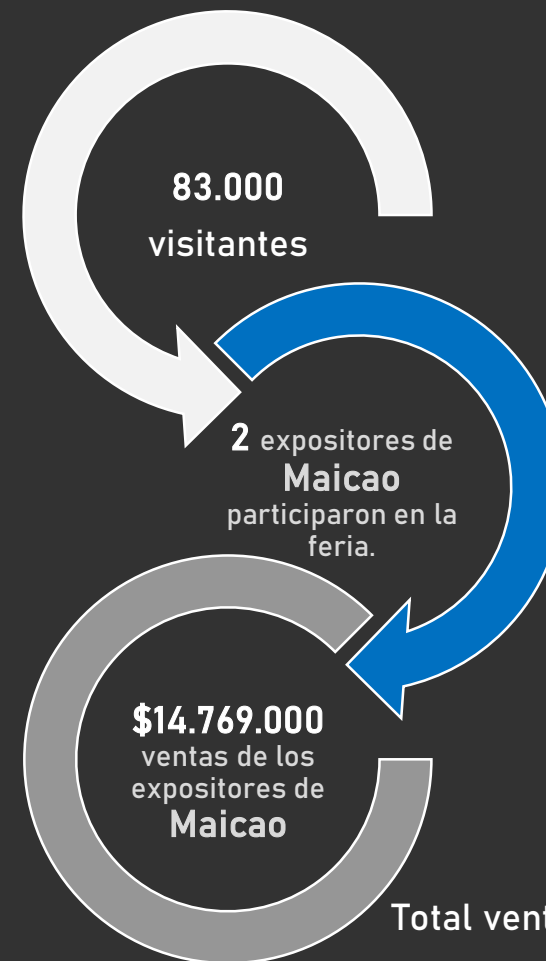 83.000
visitantes
2 expositores de
Maicao
participaron en la
feria.
$14.769.000
ventas de los
expositores de
Maicao
Total